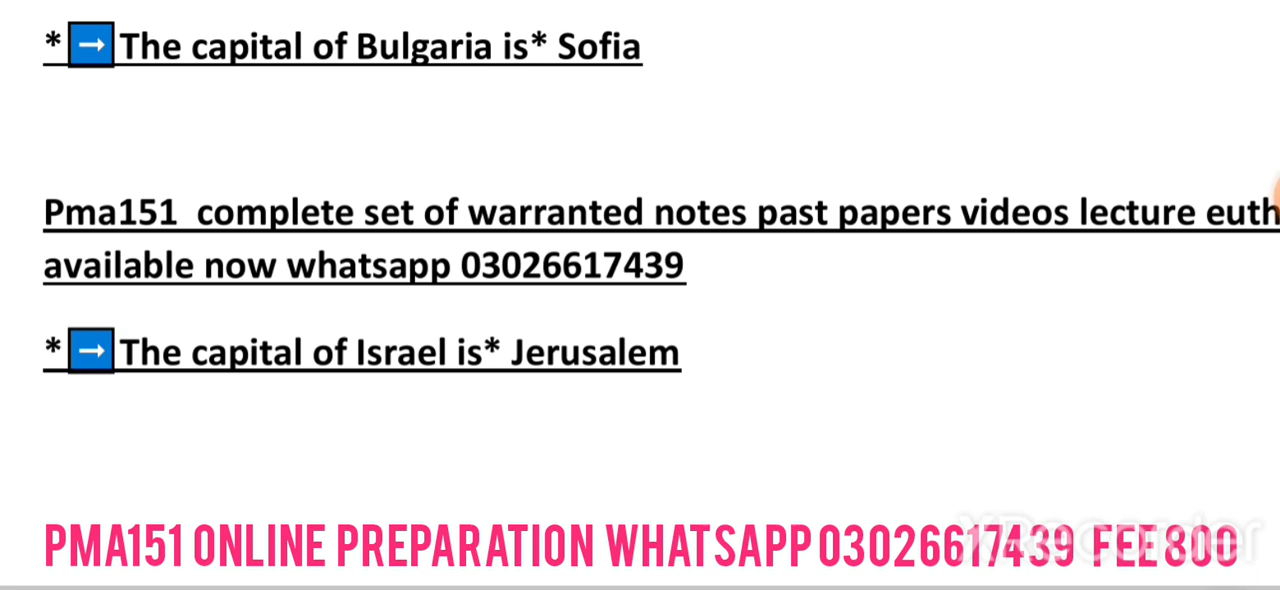 *➡The capital of Bulgaria is* Sofia
Pma151 complete set of warranted notes past papers videos lecture euth
available now whatsapp 03026617439
*➡The capital of Israel is* Jerusalem
PMA151 ONLINE PREPARATION WHATSAPP 03026617439 FEE 800
XRecorder